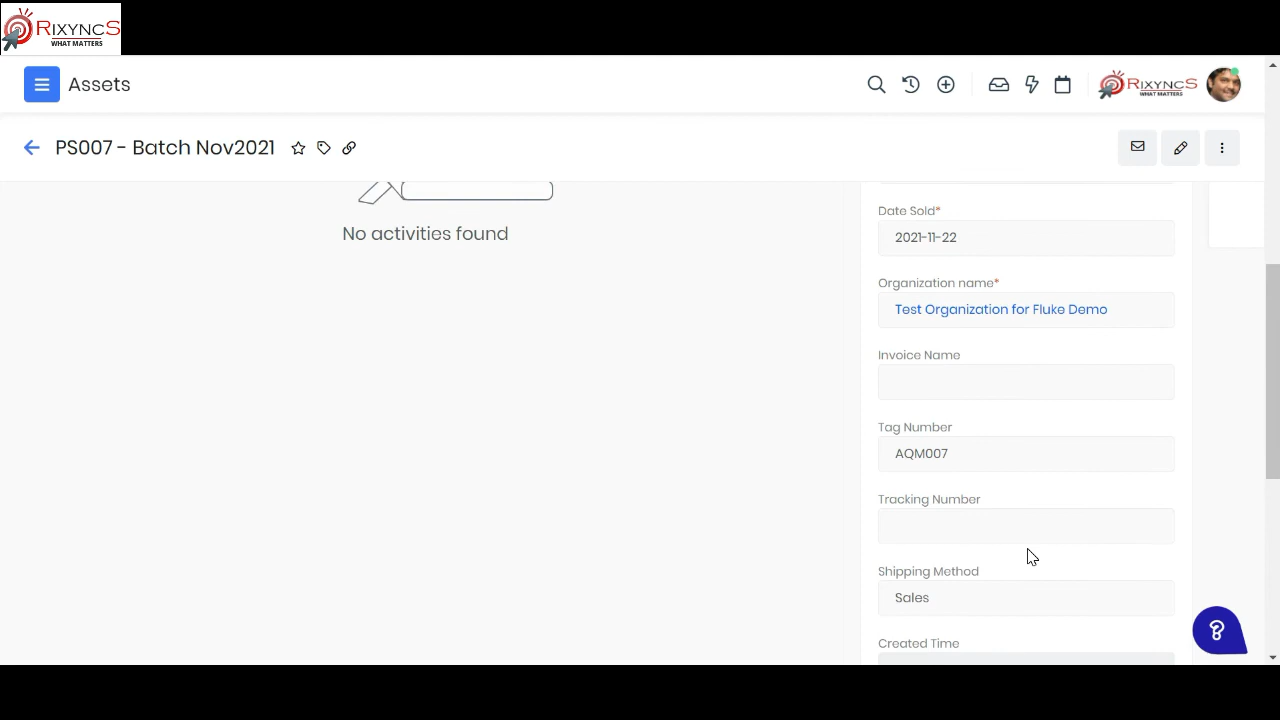 RIXYNCS
WHAT MATTERS
Assets
RIXYNCS
WHAT MATTERS
PS007 - Batch Nov2021
No activities found
Date Sold*
2021-11-22
Organization name*
Test Organization for Fluke Demo
Invoice Name
Tag Number
AQM007
Tracking Number
Shipping Method
Sales
Created Time
?